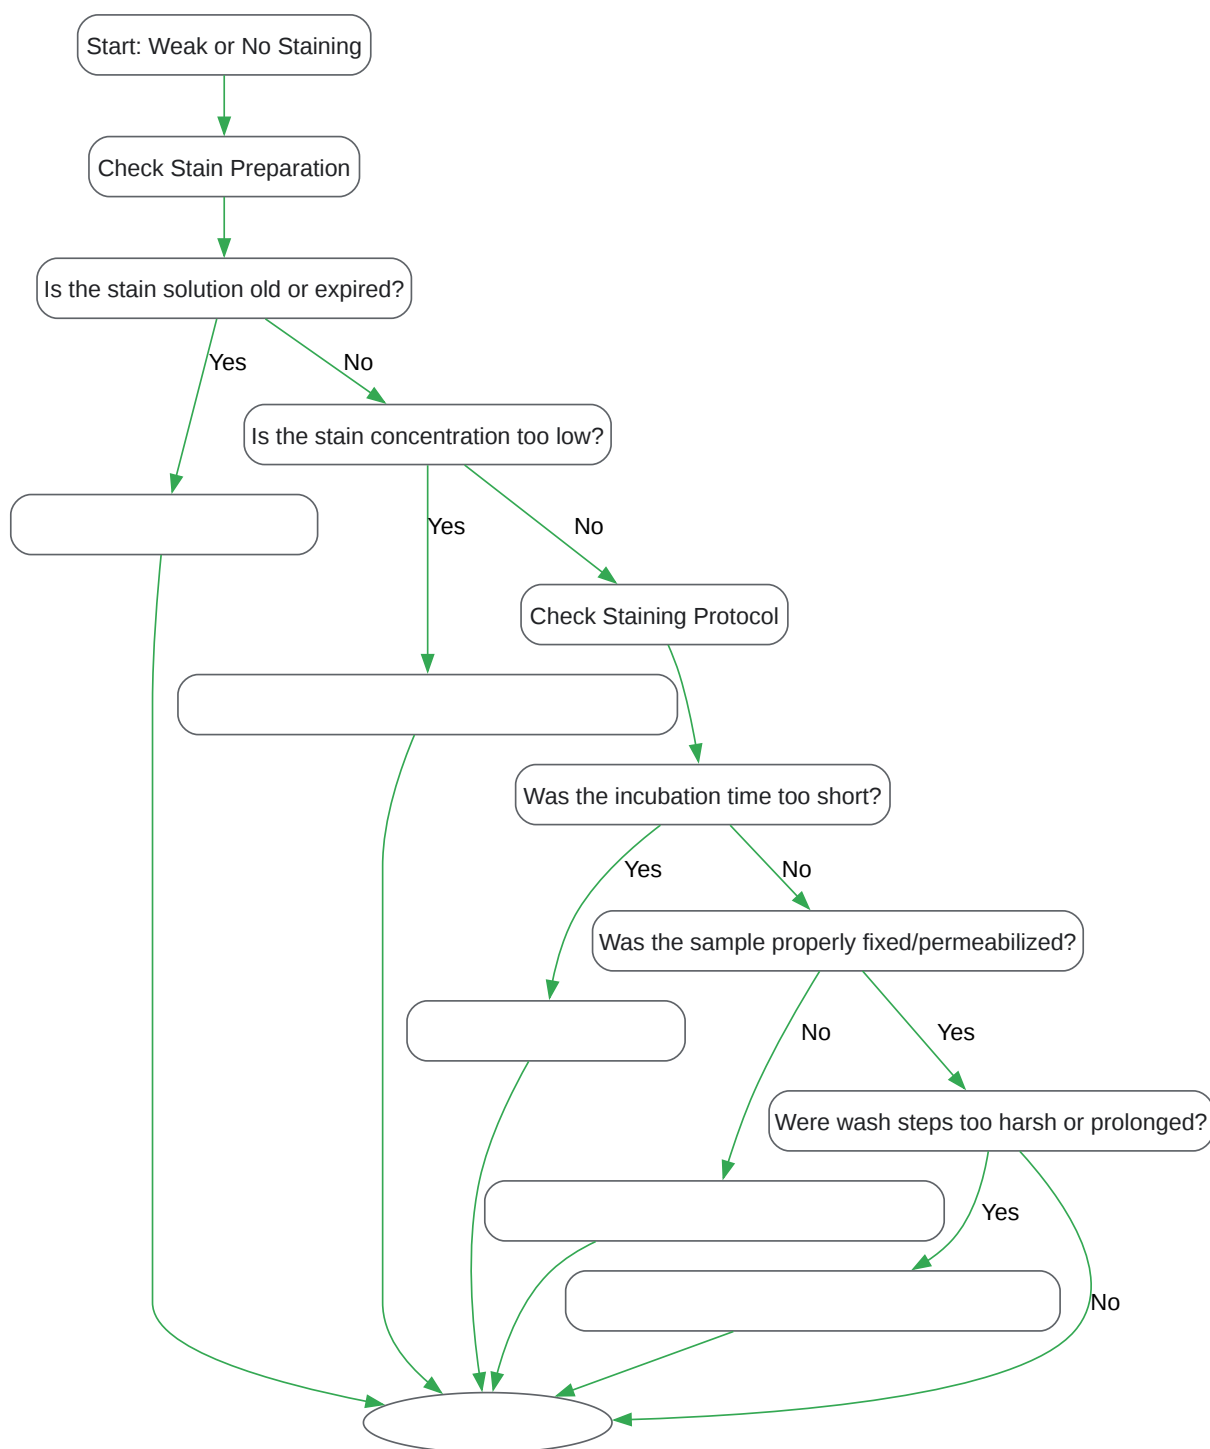 Start: Weak or No Staining
Check Stain Preparation
Is the stain solution old or expired?
Yes
No
Is the stain concentration too low?
Yes
No
Check Staining Protocol
Was the incubation time too short?
Yes
No
Was the sample properly fixed/permeabilized?
No
Yes
Were wash steps too harsh or prolonged?
Yes
No